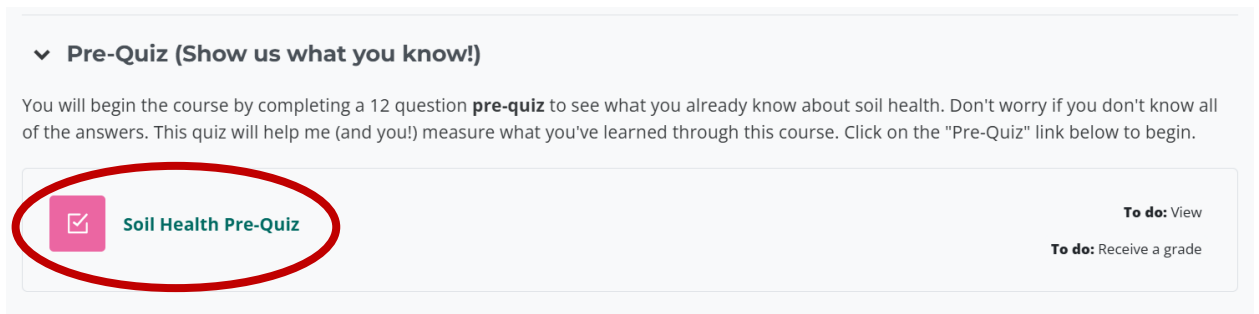 Pre-Quiz (Show us what you know!)
You will begin the course by completing a 12 question pre-quiz to see what you already know about soil health. Don't worry if you don't know all
of the answers. This quiz will help me (and you!) measure what you've learned through this course. Click on the "Pre-Quiz" link below to begin.
Soil Health Pre-Quiz
To do: View
To do: Receive a grade